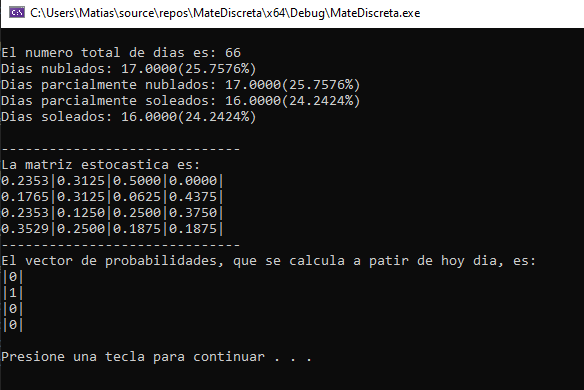 C:\Users\Matias\source\repos\MateDiscreta\x64\Debug\MateDiscreta.exe
El numero total de dias es: 66
Dias nublados: 17.0000(25.7576%)
Dias parcialmente nublados: 17.0000(25.7576%)
Dias parcialmente soleados: 16.0000(24.2424%)
Dias soleados: 16.0000(24.2424%)
------------------------------
La matriz estocastica es:
0.2353|0.3125|0.5000|0.0000|
0.1765|0.3125|0.0625|0.4375|
0.2353|0.1250|0.2500|0.3750|
0.3529|0.2500|0.1875|0.1875|
------------------------------
El vector de probabilidades, que se calcula a patir de hoy dia, es:
|0|
|1|
|0|
|0|
Presione una tecla para continuar . . .